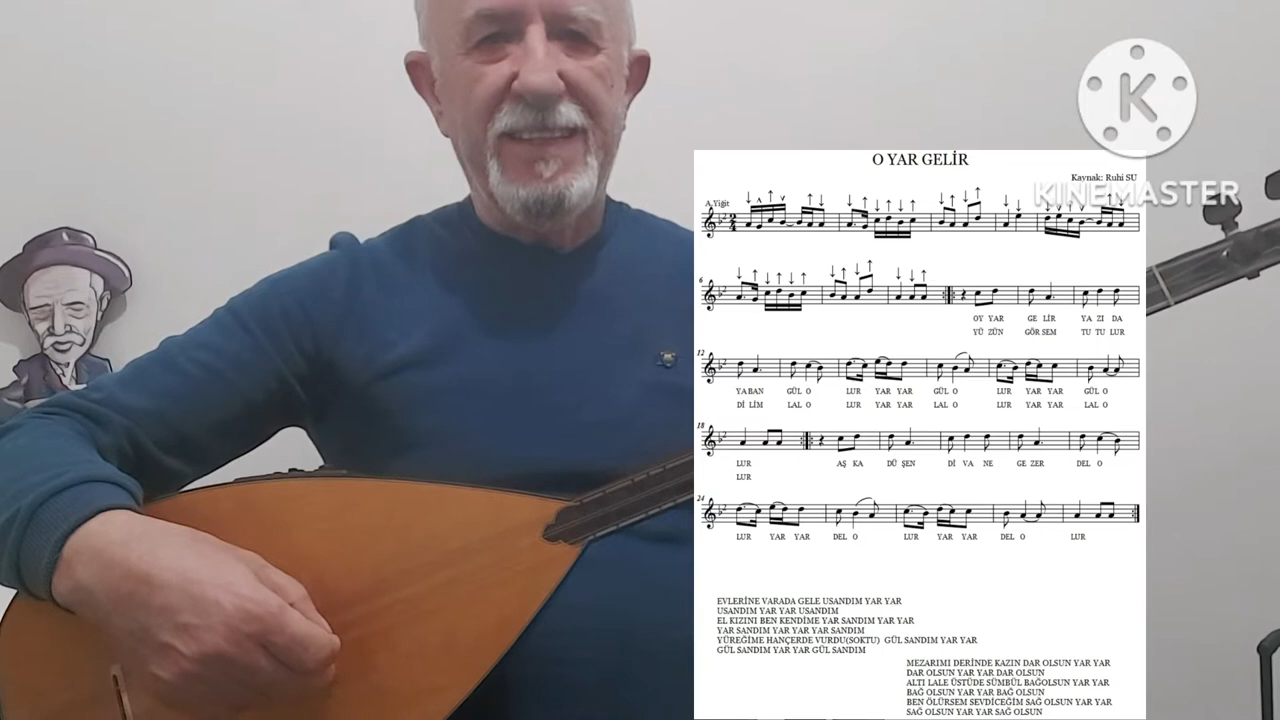 K
KINEMASTER
O YAR GELİR
Kaynak: Ruhi SU
A.Yiğit
6
OY YAR GE LİR YA ZI DA
YÜ ZÜN GÖR SEM TU TU LUR
12
YA BAN GÜL O LUR YAR YAR GÜL O LUR YAR YAR GÜL O
Dİ LİM LAL O LUR YAR YAR LAL O LUR YAR YAR LAL O
18
LUR AŞ KA DÜ ŞEN Dİ VA NE GE ZER DEL O
LUR
24
LUR YAR YAR DEL O LUR YAR YAR DEL O LUR
EVLERİNE VARADA GELE USANDIM YAR YAR
USANDIM YAR YAR USANDIM
EL KIZINI BEN KENDİME YAR SANDIM YAR YAR
YAR SANDIM YAR YAR YAR SANDIM
YÜREĞİME HANÇERDE VURDU(SOKTU) GÜL SANDIM YAR YAR
GÜL SANDIM YAR YAR GÜL SANDIM
MEZARIMI DERİNDE KAZIN DAR OLSUN YAR YAR
DAR OLSUN YAR YAR DAR OLSUN
ALTI LALE ÜSTÜDE SÜMBÜL BAĞOLSUN YAR YAR
BAĞ OLSUN YAR YAR BAĞ OLSUN
BEN ÖLÜRSEM SEVDİCEĞİM SAĞ OLSUN YAR YAR
SAĞ OLSUN YAR YAR SAĞ OLSUN